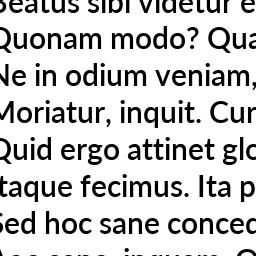 Beatus sibi videtur e
Quonam modo? Qua
Ne in odium veniam,
Moriatur, inquit. Cur
Quid ergo attinet glo
Itaque fecimus. Ita p
Sed hoc sane conced